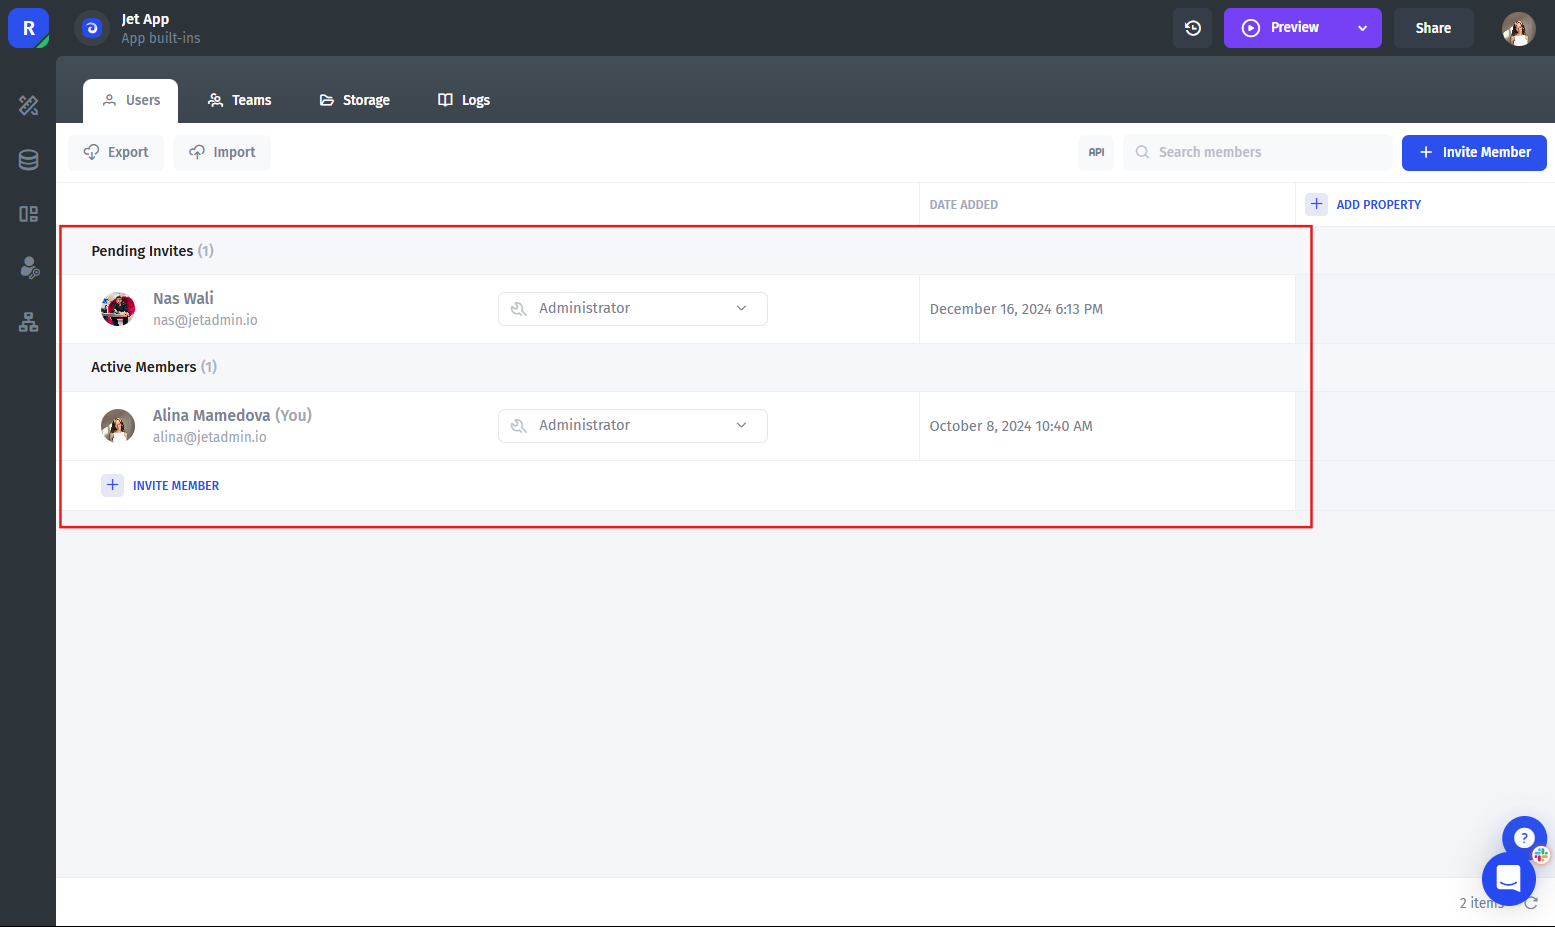 R
Jet App
App built-ins
Preview
Share
Users
Teams
Storage
Logs
Export
Import
API
Search members
Invite Member
DATE ADDED
ADD PROPERTY
Pending Invites (1)
Nas Wali
nas@jetadmin.io
Administrator
December 16, 2024 6:13 PM
Active Members (1)
Alina Mamedova (You)
alina@jetadmin.io
Administrator
October 8, 2024 10:40 AM
INVITE MEMBER
?
2 items